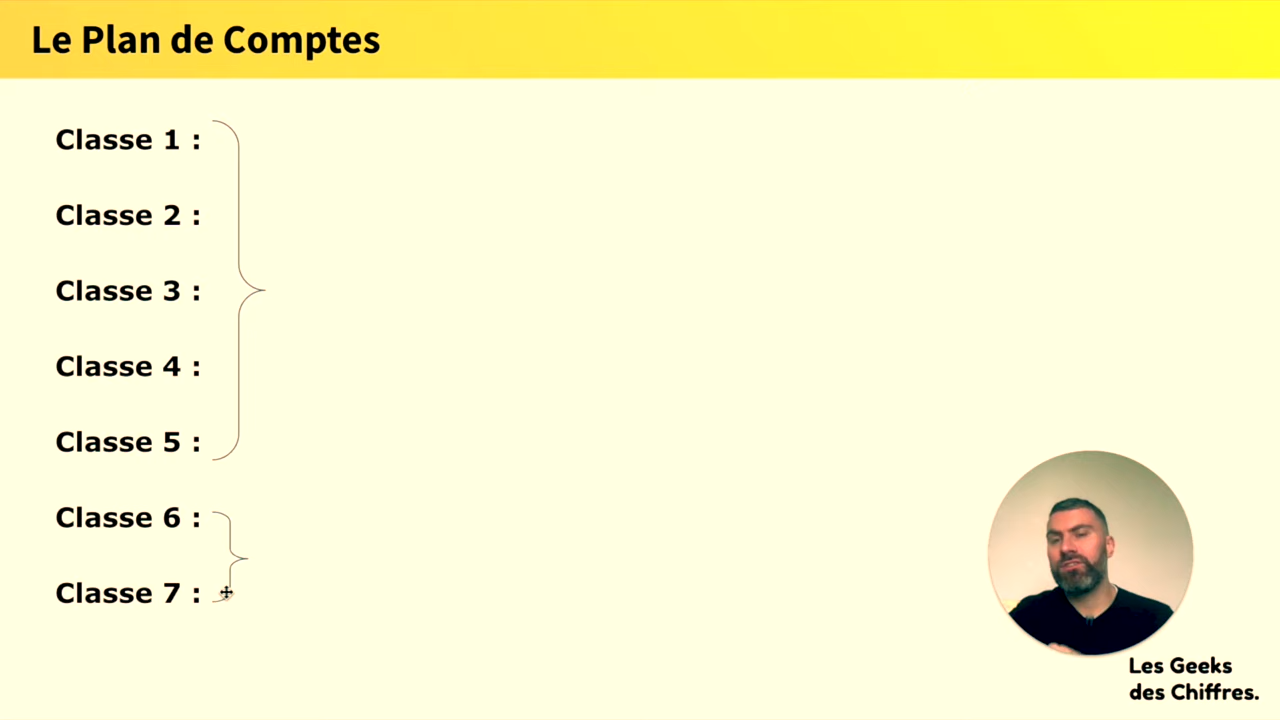 Le Plan de Comptes
Classe 1 :
Classe 2 :
Classe 3 :
Classe 4 :
Classe 5 :
Classe 6 :
Classe 7 :
Les Geeks
des Chiffres.